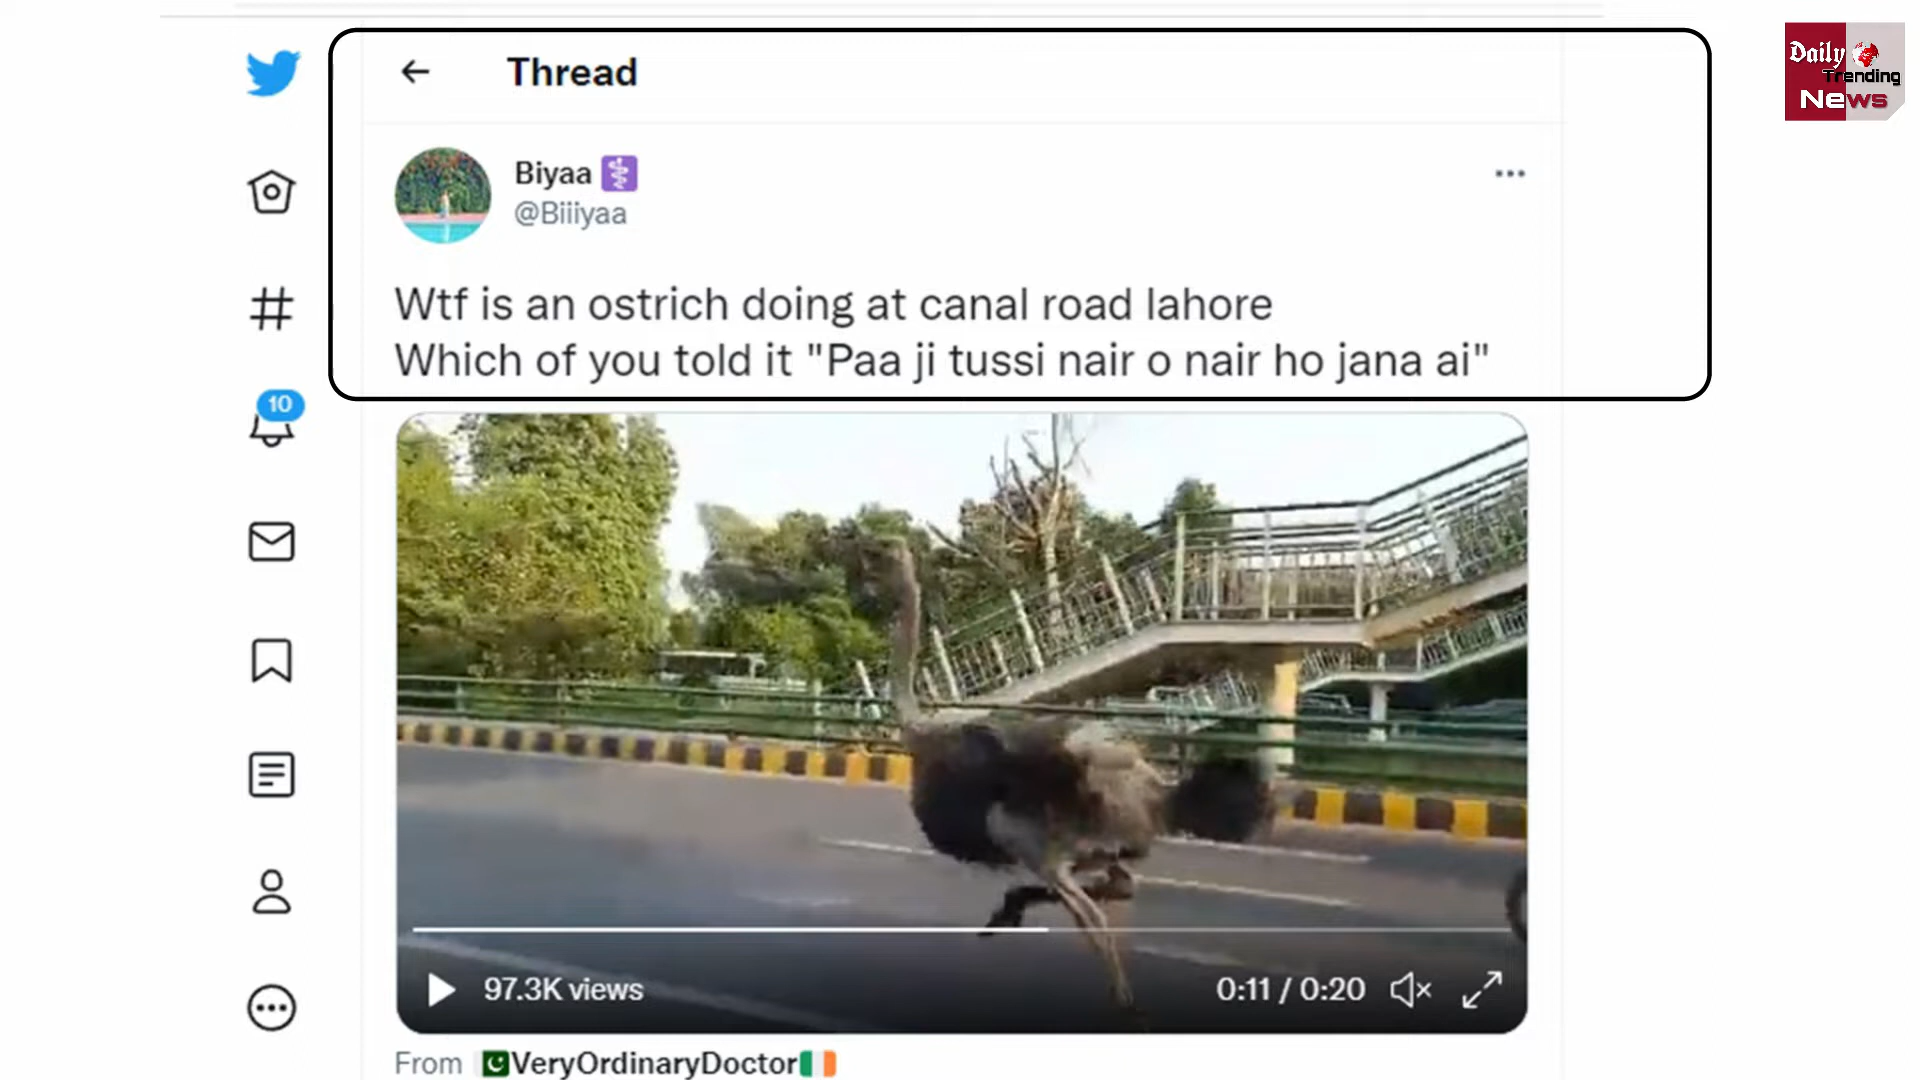 Thread
Daily
Trending
News
Biyaa
@Biiiyaa
Wtf is an ostrich doing at canal road lahore
Which of you told it "Paa ji tussi nair o nair ho jana ai"
10
97.3K views
0:11 / 0:20
From VeryOrdinaryDoctor